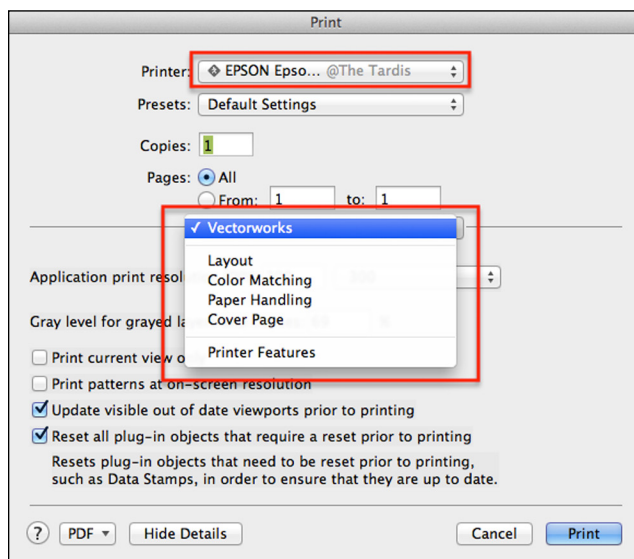 Print
Printer: EPSON Epso... @The Tardis
Presets: Default Settings
Copies: 1
Pages: All
From: 1 to: 1
✓ Vectorworks
Layout
Application print resol
Color Matching
Paper Handling
Gray level for grayed la
Cover Page
Printer Features
Print current view o
Print patterns at on-screen resolution
Update visible out of date viewports prior to printing
Reset all plug-in objects that require a reset prior to printing
Resets plug-in objects that need to be reset prior to printing,
such as Data Stamps, in order to ensure that they are up to date.
? PDF Hide Details Cancel Print